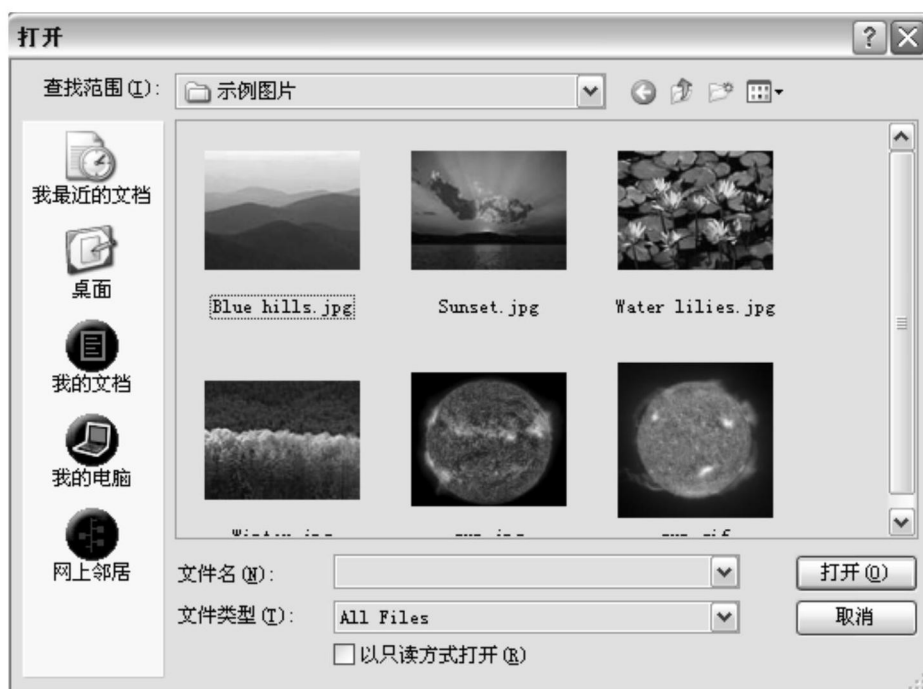 打开
查找范围(I):
示例图片
我最近的文档
桌面
我的文档
我的电脑
网上邻居
Blue hills.jpg
Sunset.jpg
Water lilies.jpg
文件名(N):
打开(O)
文件类型(T):
All Files
取消
以只读方式打开(R)